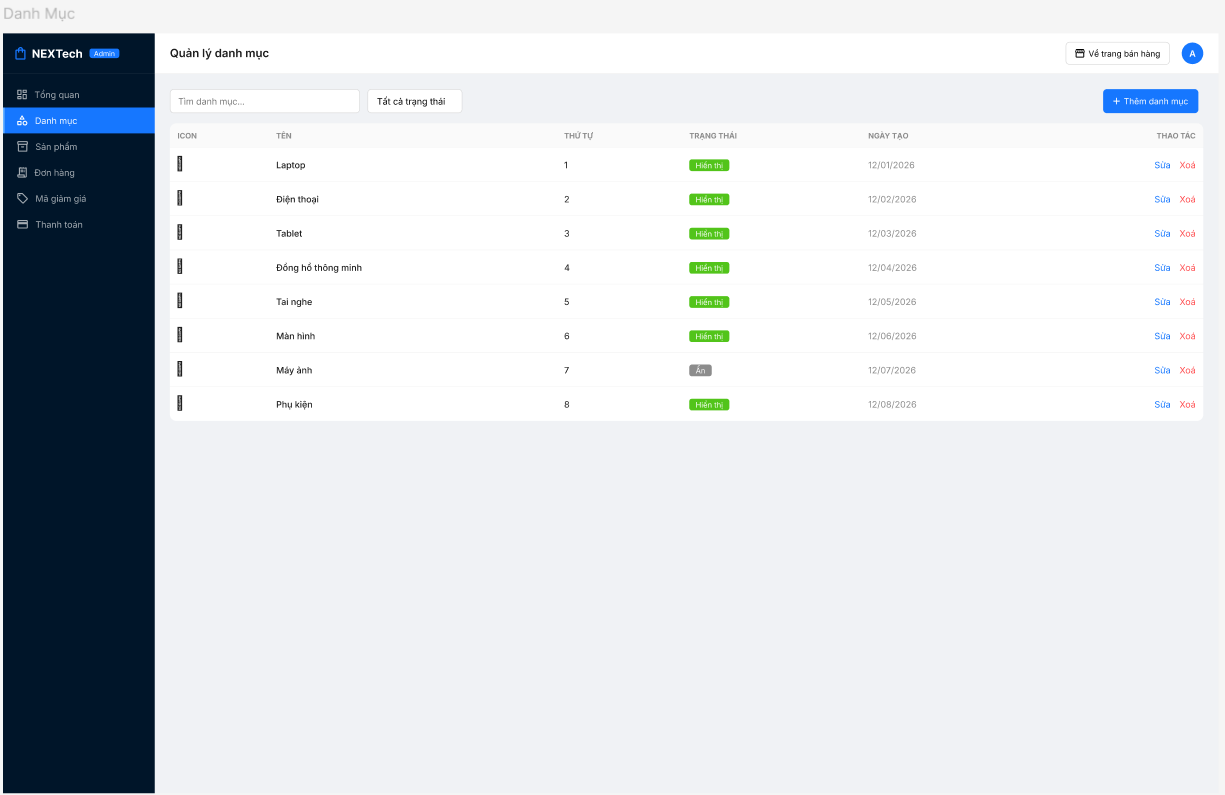 Danh Mục
NEXTech Admin
Quản lý danh mục
Về trang bán hàng
A
Tổng quan
Danh mục
Sản phẩm
Đơn hàng
Mã giảm giá
Thanh toán
Tìm danh mục...
Tất cả trạng thái
+ Thêm danh mục
ICON TÊN THỨ TỰ TRẠNG THÁI NGÀY TẠO THAO TÁC
Laptop 1 Hiển thị 12/01/2026 Sửa Xoá
Điện thoại 2 Hiển thị 12/02/2026 Sửa Xoá
Tablet 3 Hiển thị 12/03/2026 Sửa Xoá
Đồng hồ thông minh 4 Hiển thị 12/04/2026 Sửa Xoá
Tai nghe 5 Hiển thị 12/05/2026 Sửa Xoá
Màn hình 6 Hiển thị 12/06/2026 Sửa Xoá
Máy ảnh 7 Ẩn 12/07/2026 Sửa Xoá
Phụ kiện 8 Hiển thị 12/08/2026 Sửa Xoá